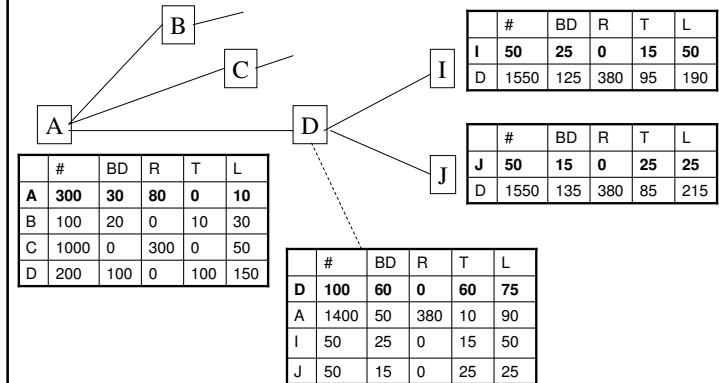 B
C
I
A
D
J
# BD R T L
I 50 25 0 15 50
D 1550 125 380 95 190
# BD R T L
J 50 15 0 25 25
D 1550 135 380 85 215
# BD R T L
A 300 30 80 0 10
B 100 20 0 10 30
C 1000 0 300 0 50
D 200 100 0 100 150
# BD R T L
D 100 60 0 60 75
A 1400 50 380 10 90
I 50 25 0 15 50
J 50 15 0 25 25